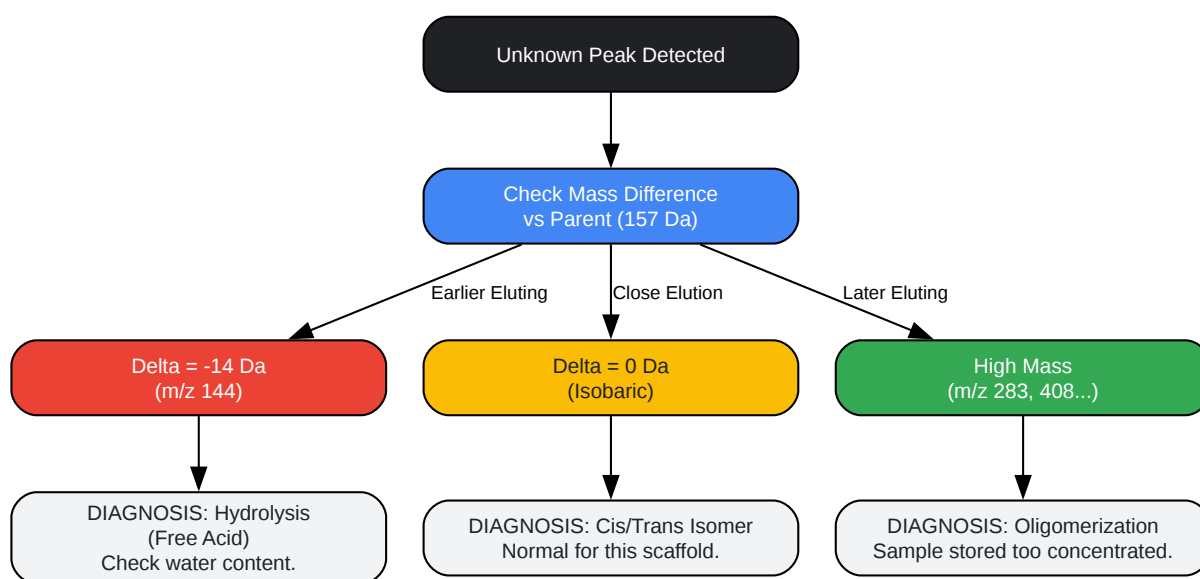 Unknown Peak Detected
Check Mass Difference
vs Parent (157 Da)
Earlier Eluting
Close Elution
Later Eluting
Delta = -14 Da
(m/z 144)
Delta = 0 Da
(Isobaric)
High Mass
(m/z 283, 408...)
DIAGNOSIS: Hydrolysis
(Free Acid)
Check water content.
DIAGNOSIS: Cis/Trans Isomer
Normal for this scaffold.
DIAGNOSIS: Oligomerization
Sample stored too concentrated.